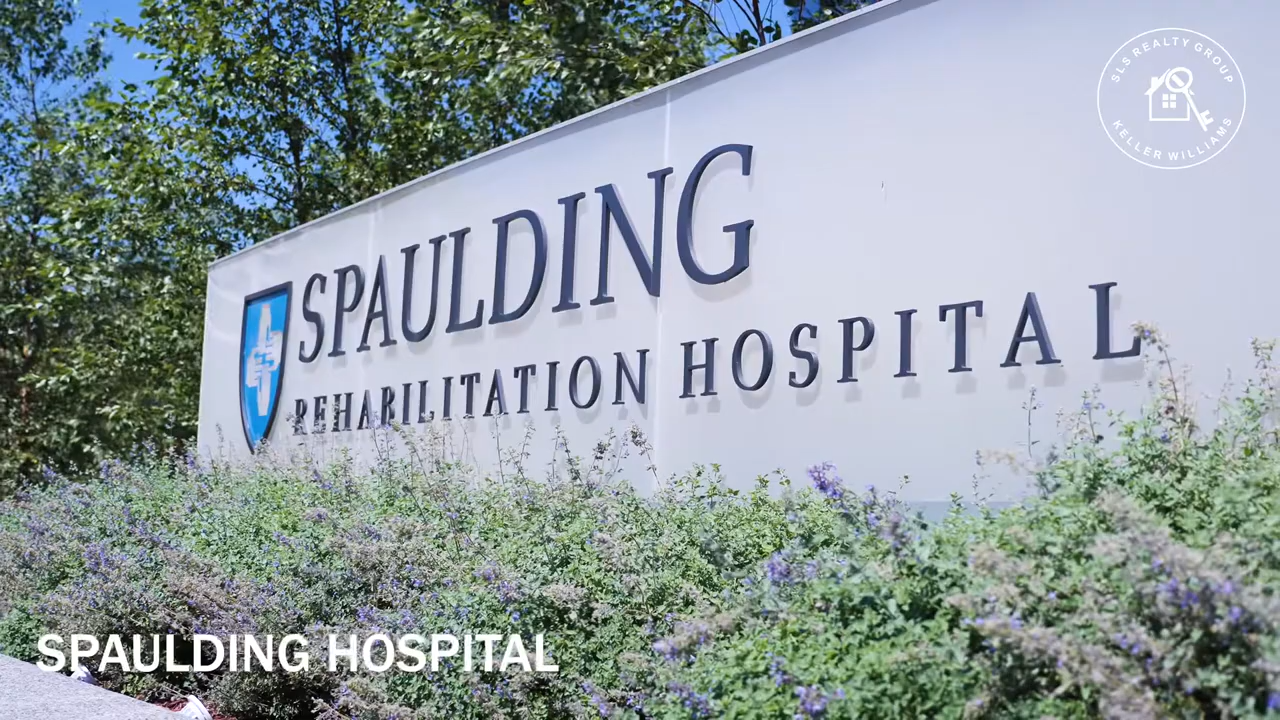 SLS REALTY GROUP
KELLER WILLIAMS
SPAULDING
REHABILITATION HOSPITAL
SPAULDING HOSPITAL